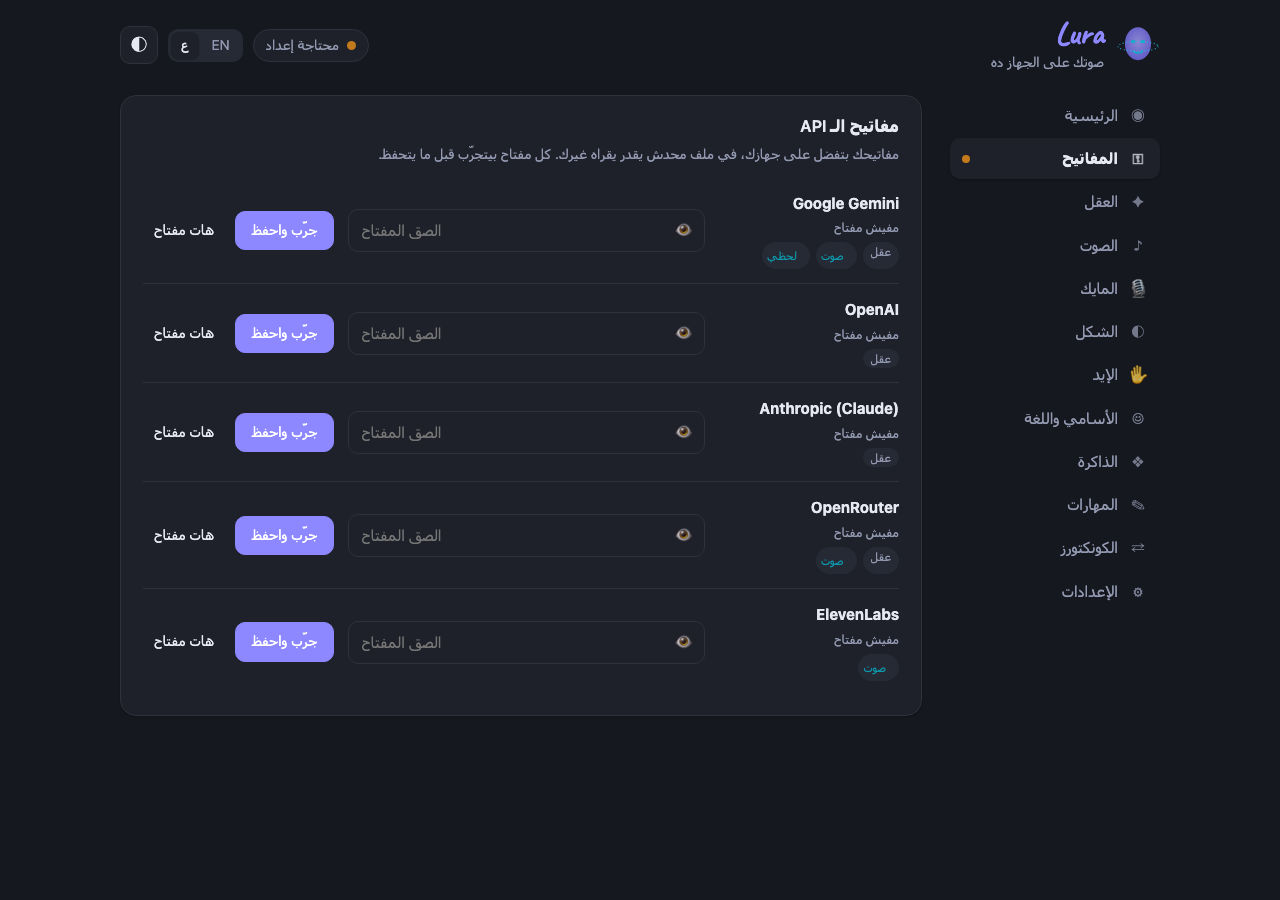 Lura
صوتك على الجهاز ده
محتاجة إعداد
EN
ع
الرئيسية
المفاتيح
العقل
الصوت
المايك
الشكل
الإيد
الأسامي واللغة
الذاكرة
المهارات
الكونكتورز
الإعدادات
مفاتيح الـ API
مفاتيحك بتفضل على جهازك، في ملف محدش يقدر يقراه غيرك. كل مفتاح بيتجرّب قبل ما يتحفظ.
Google Gemini
مفيش مفتاح
عقل صوت لحظي
الصق المفتاح
جرّب واحفظ
هات مفتاح
OpenAI
مفيش مفتاح
عقل
الصق المفتاح
جرّب واحفظ
هات مفتاح
Anthropic (Claude)
مفيش مفتاح
عقل
الصق المفتاح
جرّب واحفظ
هات مفتاح
OpenRouter
مفيش مفتاح
عقل صوت
الصق المفتاح
جرّب واحفظ
هات مفتاح
ElevenLabs
مفيش مفتاح
صوت
الصق المفتاح
جرّب واحفظ
هات مفتاح